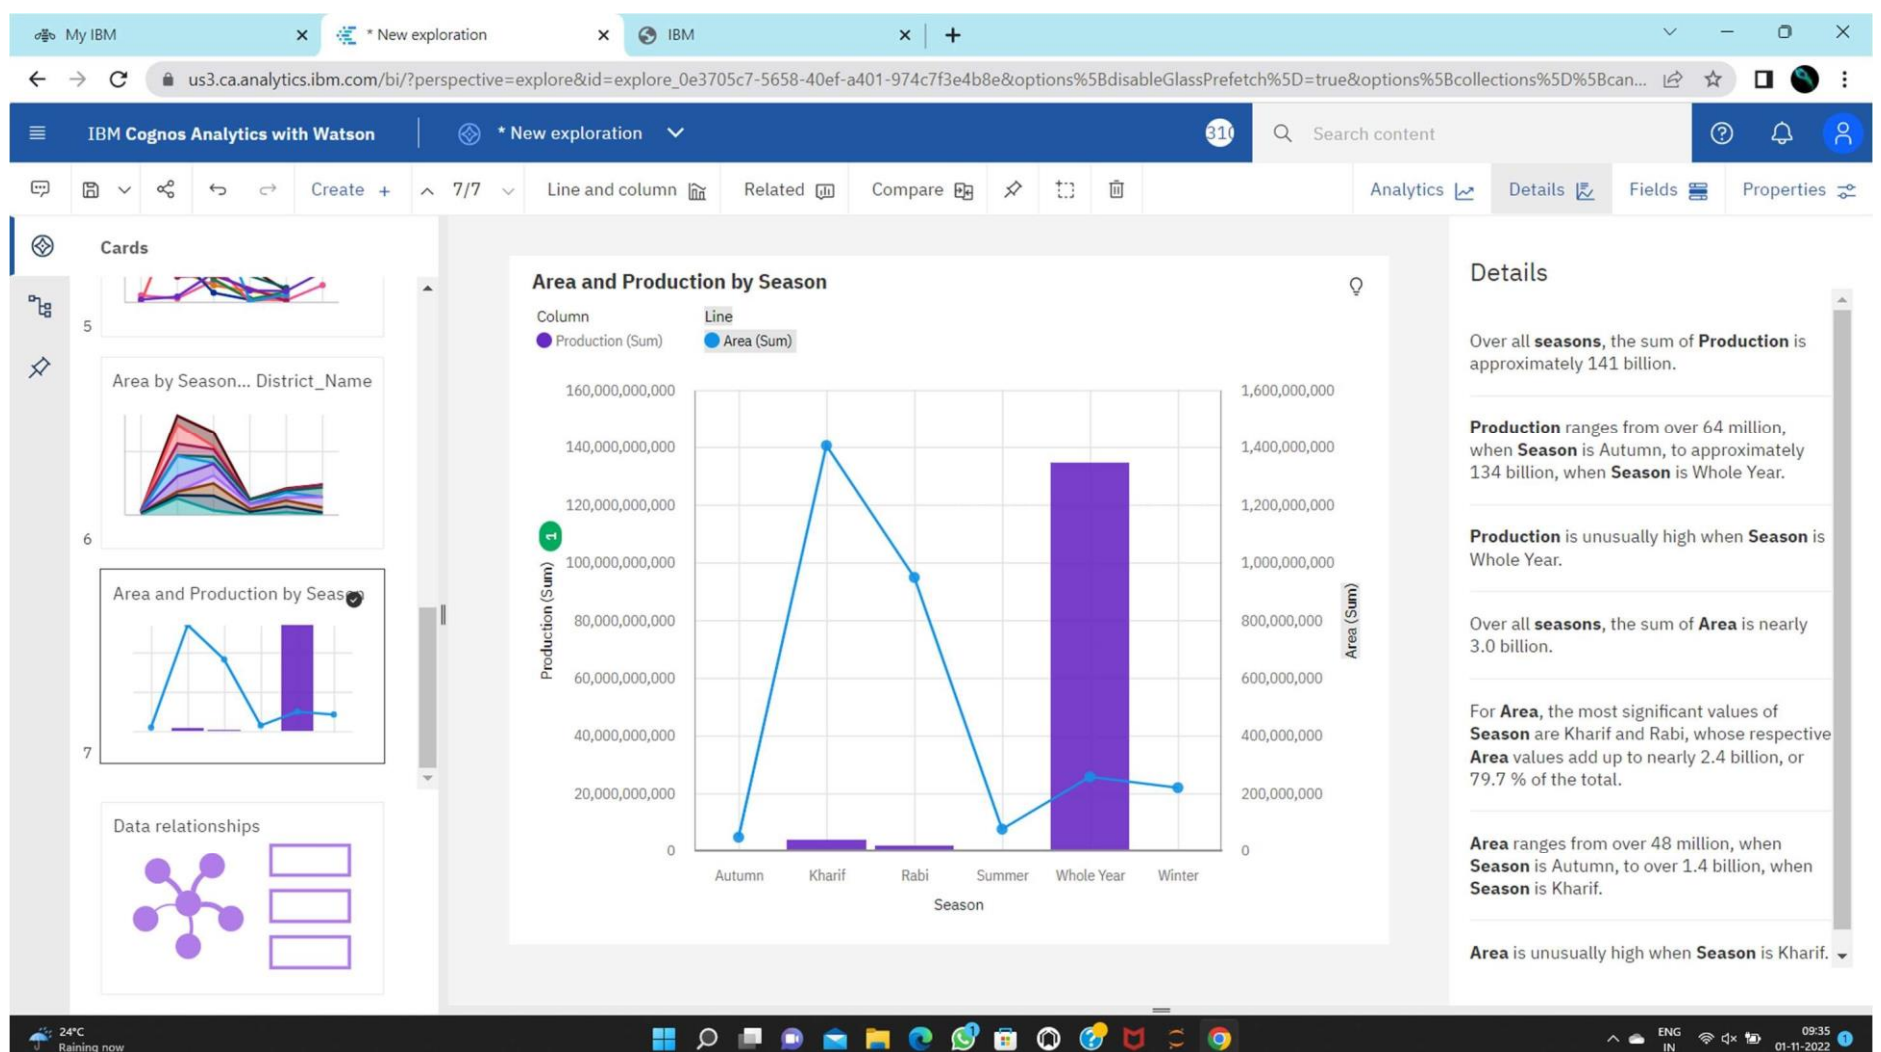 My IBM
* New exploration
IBM
us3.ca.analytics.ibm.com/bi/?perspective=explore&id=explore_0e3705c7-5658-40ef-a401-974c7f3e4b8e&options%5BdisableGlassPrefetch%5D=true&options%5Bcollections%5D%5Bcan...
IBM Cognos Analytics with Watson
* New exploration
310
Search content
Create +
7/7
Line and column
Related
Compare
Analytics
Details
Fields
Properties
Cards
5
Area by Season... District_Name
6
Area and Production by Season
7
Data relationships
Area and Production by Season
Column
Line
Production (Sum)
Area (Sum)
160,000,000,000
140,000,000,000
120,000,000,000
100,000,000,000
80,000,000,000
60,000,000,000
40,000,000,000
20,000,000,000
0
1
Production (Sum)
1,600,000,000
1,400,000,000
1,200,000,000
1,000,000,000
800,000,000
600,000,000
400,000,000
200,000,000
0
Area (Sum)
Autumn Kharif Rabi Summer Whole Year Winter
Season
Details
Over all seasons, the sum of Production is
approximately 141 billion.
Production ranges from over 64 million,
when Season is Autumn, to approximately
134 billion, when Season is Whole Year.
Production is unusually high when Season is
Whole Year.
Over all seasons, the sum of Area is nearly
3.0 billion.
For Area, the most significant values of
Season are Kharif and Rabi, whose respective
Area values add up to nearly 2.4 billion, or
79.7 % of the total.
Area ranges from over 48 million, when
Season is Autumn, to over 1.4 billion, when
Season is Kharif.
Area is unusually high when Season is Kharif.
24°C
Raining now
1
ENG
IN
09:35
01-11-2022
1